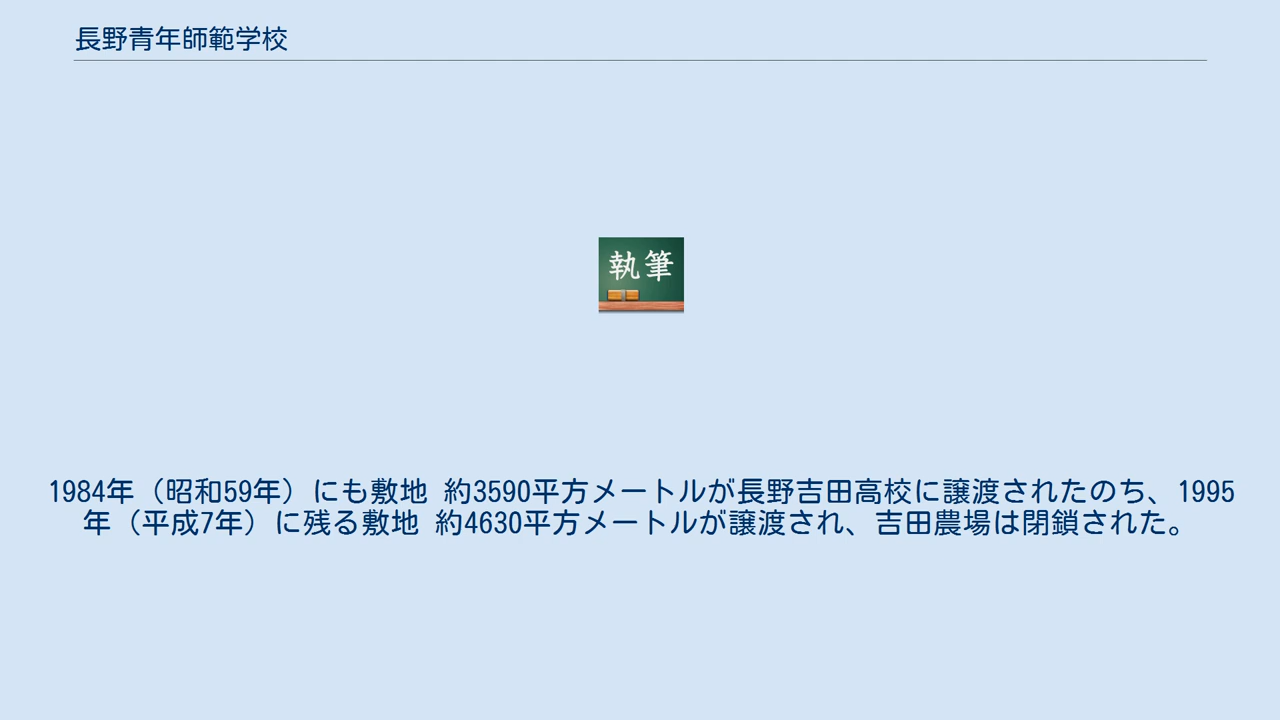 長野青年師範学校
執筆
1984年（昭和59年）にも敷地 約3590平方メートルが長野吉田高校に譲渡されたのち、1995
年（平成7年）に残る敷地 約4630平方メートルが譲渡され、吉田農場は閉鎖された。